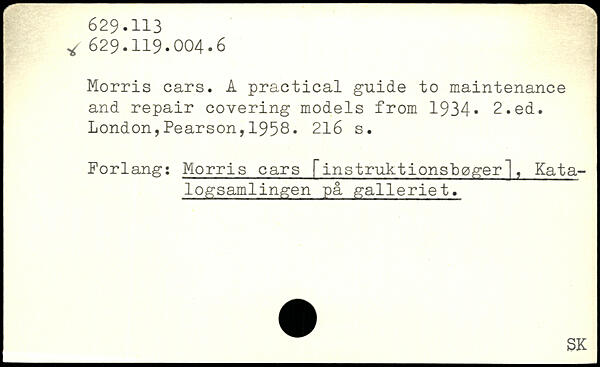 629.113
629.119.004.6
Morris cars. A practical guide to maintenance
and repair covering models from 1934. 2.ed.
London,Pearson,1958. 216 s.
Forlang: Morris cars [instruktionsbøger], Kata-
logsamlingen på galleriet.
SK